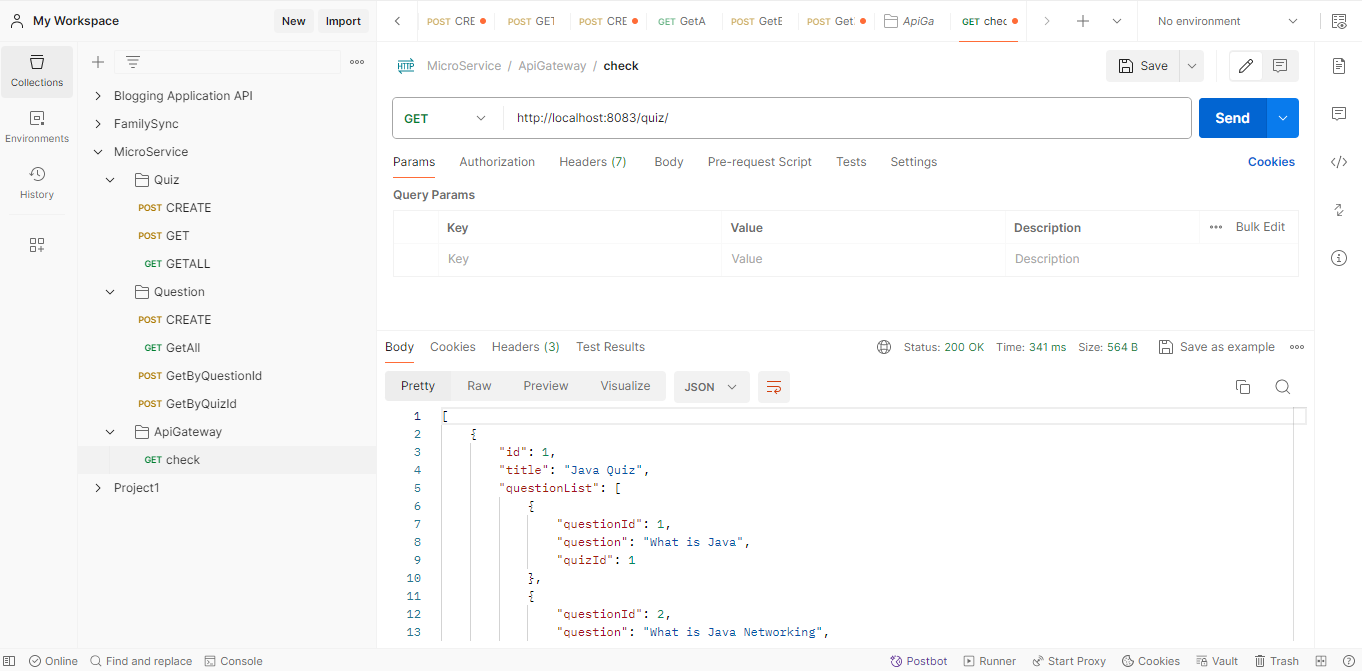 My Workspace New Import
POST CRE POST GET POST CRE GET GetA POST GetE POST Get ApiGa GET chec No environment
Collections
Environments
History
Blogging Application API
FamilySync
MicroService
Quiz
POST CREATE
POST GET
GET GETALL
Question
POST CREATE
GET GetAll
POST GetByQuestionId
POST GetByQuizId
ApiGateway
GET check
Project1
HTTP MicroService / ApiGateway / check Save
GET http://localhost:8083/quiz/ Send
Params Authorization Headers (7) Body Pre-request Script Tests Settings Cookies
Query Params
Key Value Description Bulk Edit
Key Value Description
Body Cookies Headers (3) Test Results Status: 200 OK Time: 341 ms Size: 564 B Save as example
Pretty Raw Preview Visualize JSON
1 [
2 {
3 "id": 1,
4 "title": "Java Quiz",
5 "questionList": [
6 {
7 "questionId": 1,
8 "question": "What is Java",
9 "quizId": 1
10 },
11 {
12 "questionId": 2,
13 "question": "What is Java Networking",
Online Find and replace Console Postbot Runner Start Proxy Cookies Vault Trash